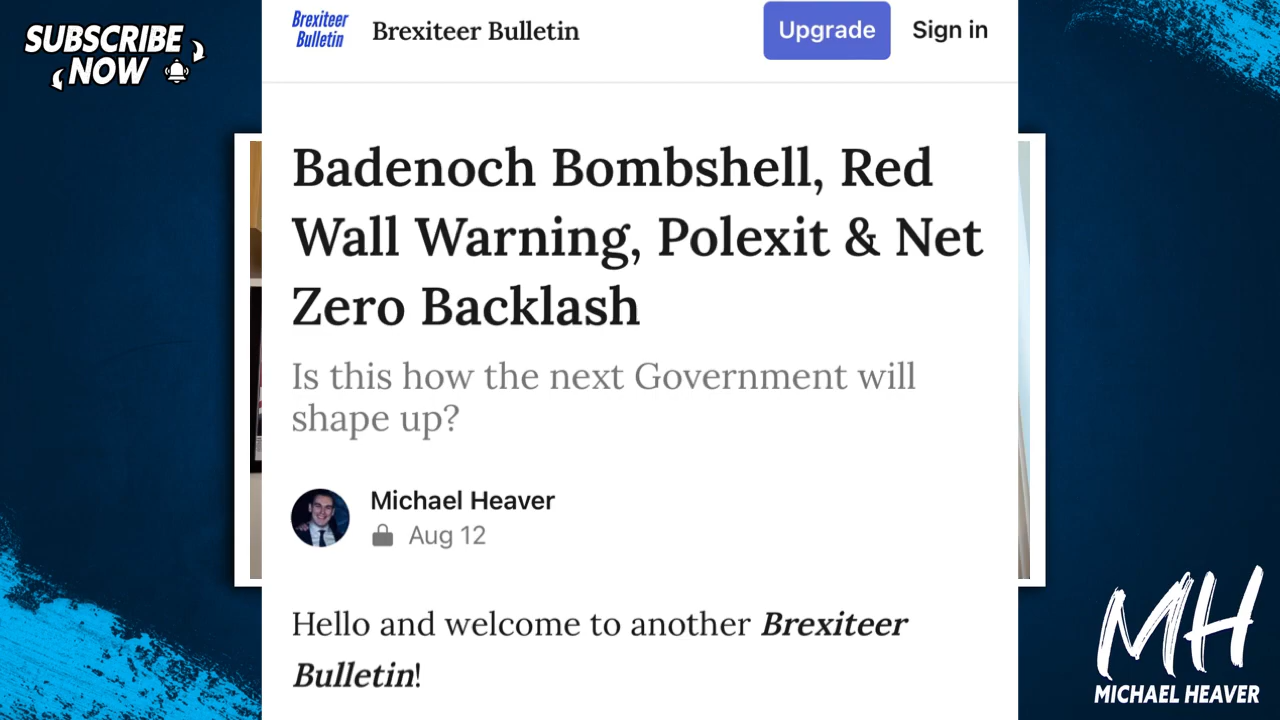 SUBSCRIBE
NOW
Brexiteer
Bulletin
Brexiteer Bulletin
Upgrade
Sign in
Badenoch Bombshell, Red
Wall Warning, Polexit & Net
Zero Backlash
Is this how the next Government will
shape up?
Michael Heaver
Aug 12
Hello and welcome to another Brexiteer
Bulletin!
MH
MICHAEL HEAVER